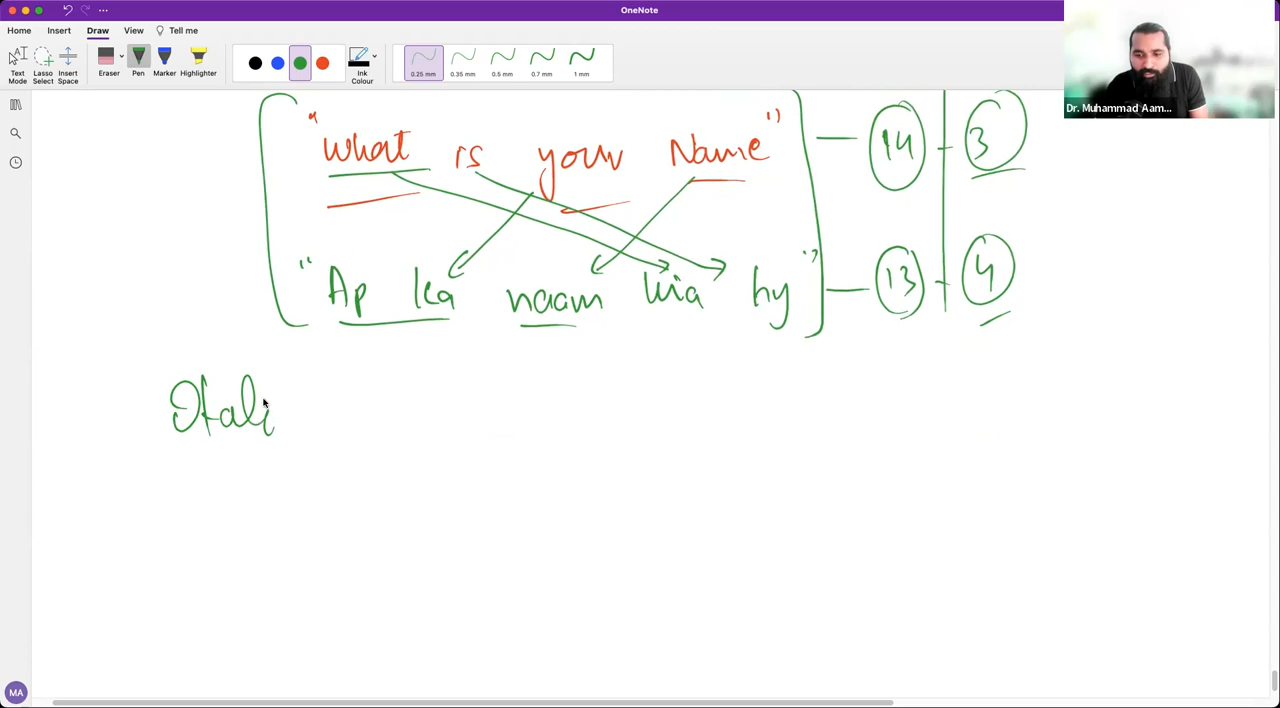 OneNote
Home Insert Draw View Tell me
Text Mode Lasso Select Insert Space Eraser Pen Marker Highlighter Ink Colour 0.25 mm 0.35 mm 0.5 mm 0.7 mm 1 mm
Dr. Muhammad Aam...
"What is your Name" — 14 - 3
"Ap ka naam kia hy" — 13 - 4
Itali
MA